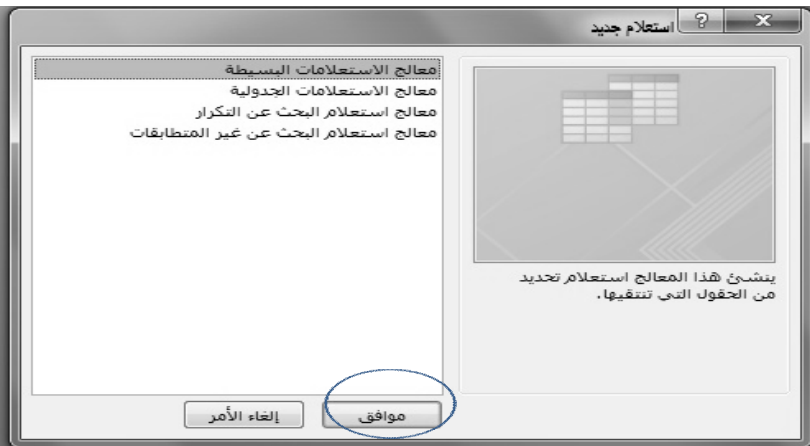 استعلام جديد
معالج الاستعلامات البسيطة
معالج الاستعلامات الجدولية
معالج استعلام البحث عن التكرار
معالج استعلام البحث عن غير المتطابقات
ينشئ هذا المعالج استعلام تحديد
من الحقول التي تنتقيها.
موافق
إلغاء الأمر